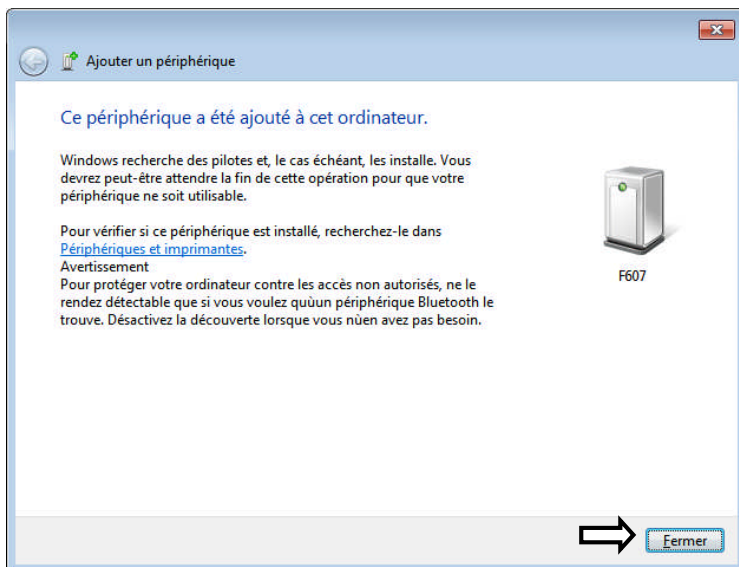 Ajouter un périphérique
Ce périphérique a été ajouté à cet ordinateur.
Windows recherche des pilotes et, le cas échéant, les installe. Vous
devrez peut-être attendre la fin de cette opération pour que votre
périphérique ne soit utilisable.
Pour vérifier si ce périphérique est installé, recherchez-le dans
Périphériques et imprimantes.
Avertissement
Pour protéger votre ordinateur contre les accès non autorisés, ne le
rendez détectable que si vous voulez quùun périphérique Bluetooth le
trouve. Désactivez la découverte lorsque vous nùen avez pas besoin.
F607
Fermer